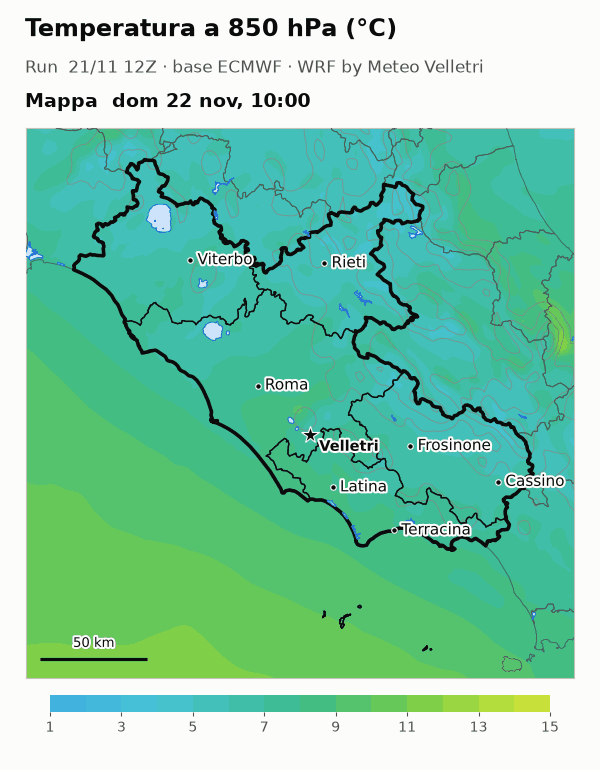 Temperatura a 850 hPa (°C)
Run  21/11 12Z · base ECMWF · WRF by Meteo Velletri
Mappa  dom 22 nov, 10:00
Viterbo
Rieti
Roma
Velletri
Frosinone
Cassino
Latina
Terracina
50 km
1 3 5 7 9 11 13 15